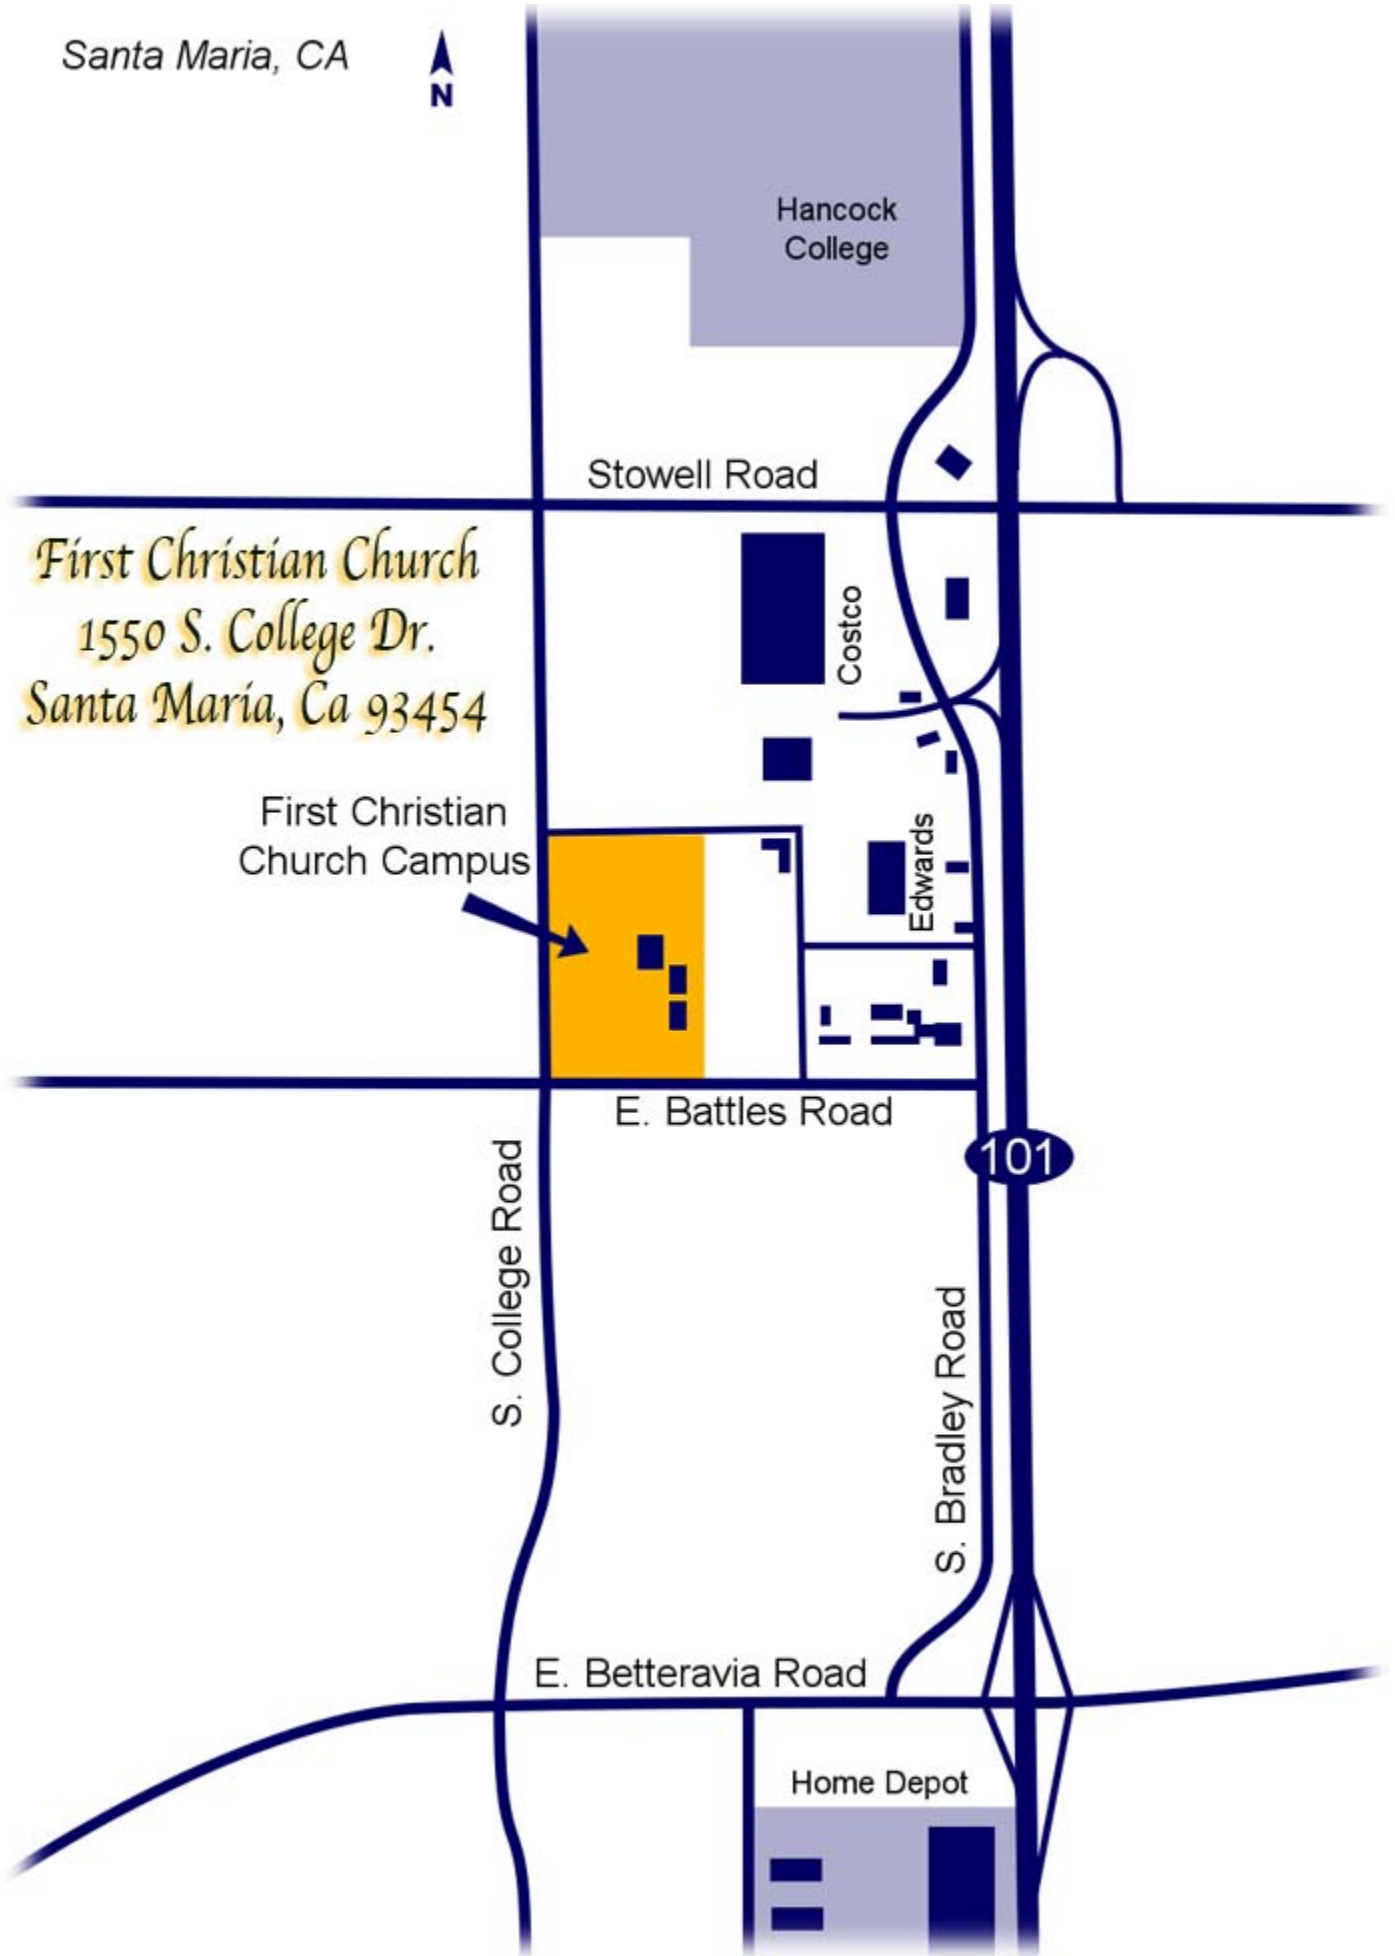 Santa Maria, CA
N
Hancock
College
Stowell Road
First Christian Church
1550 S. College Dr.
Santa Maria, Ca 93454
Costco
First Christian
Church Campus
Edwards
E. Battles Road
101
S. College Road
S. Bradley Road
E. Betteravia Road
Home Depot